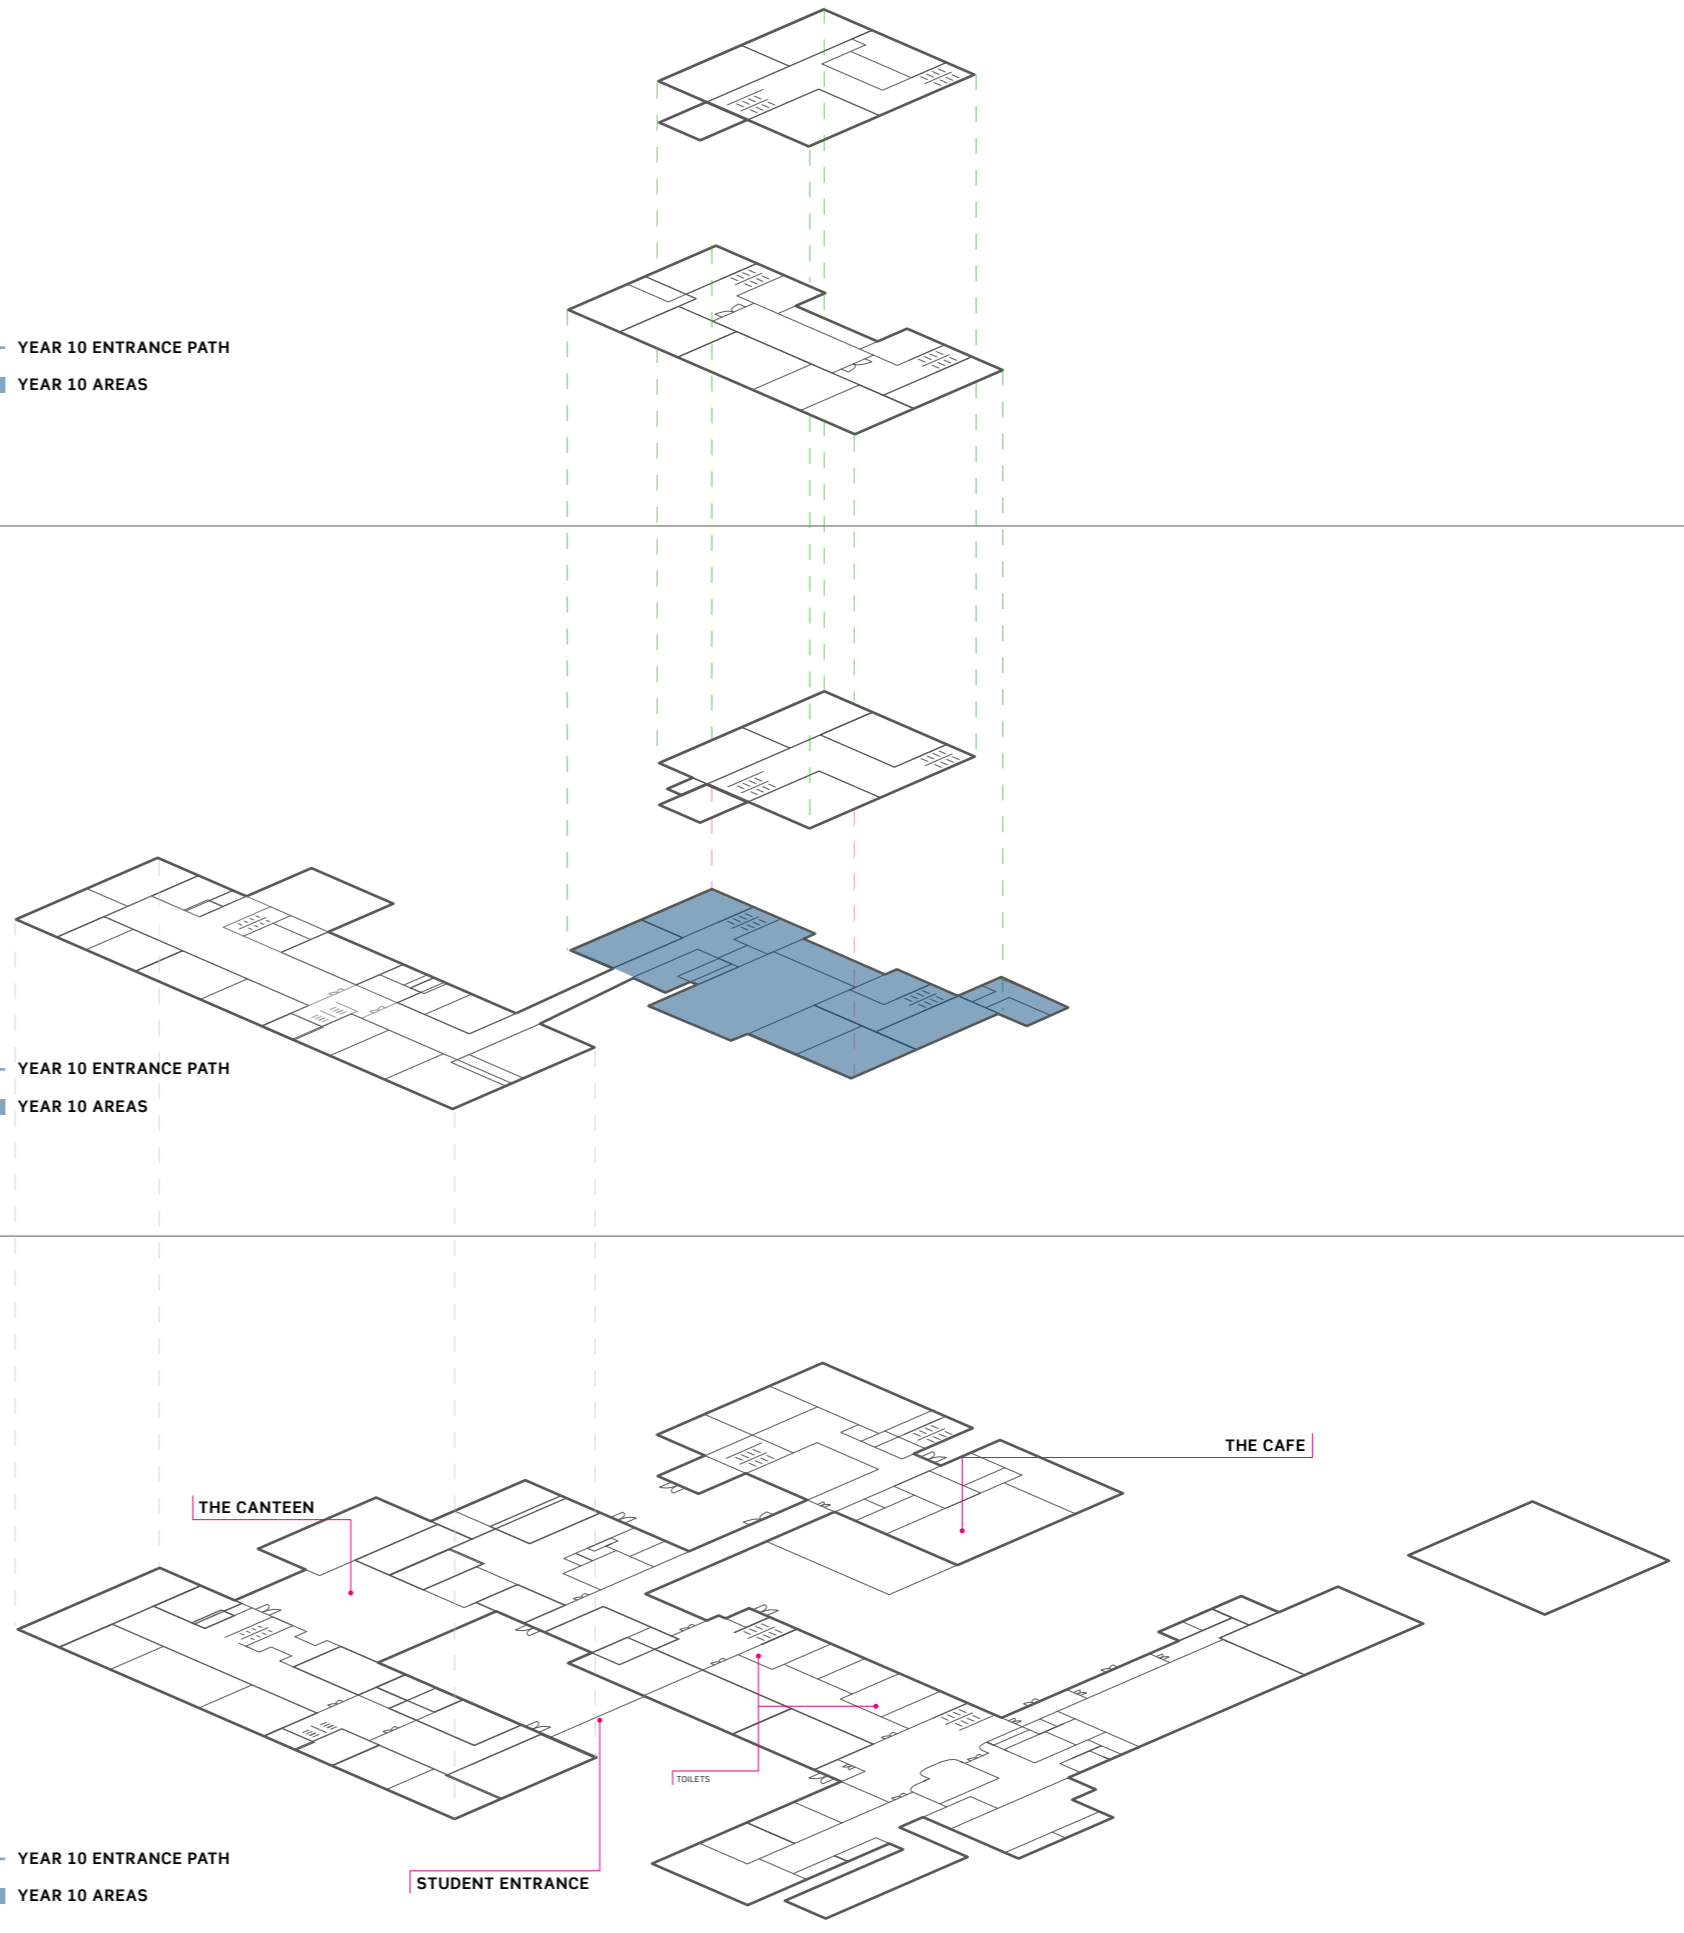 YEAR 10 ENTRANCE PATH
YEAR 10 AREAS
YEAR 10 ENTRANCE PATH
YEAR 10 AREAS
THE CAFE
THE CANTEEN
TOILETS
STUDENT ENTRANCE
YEAR 10 ENTRANCE PATH
YEAR 10 AREAS